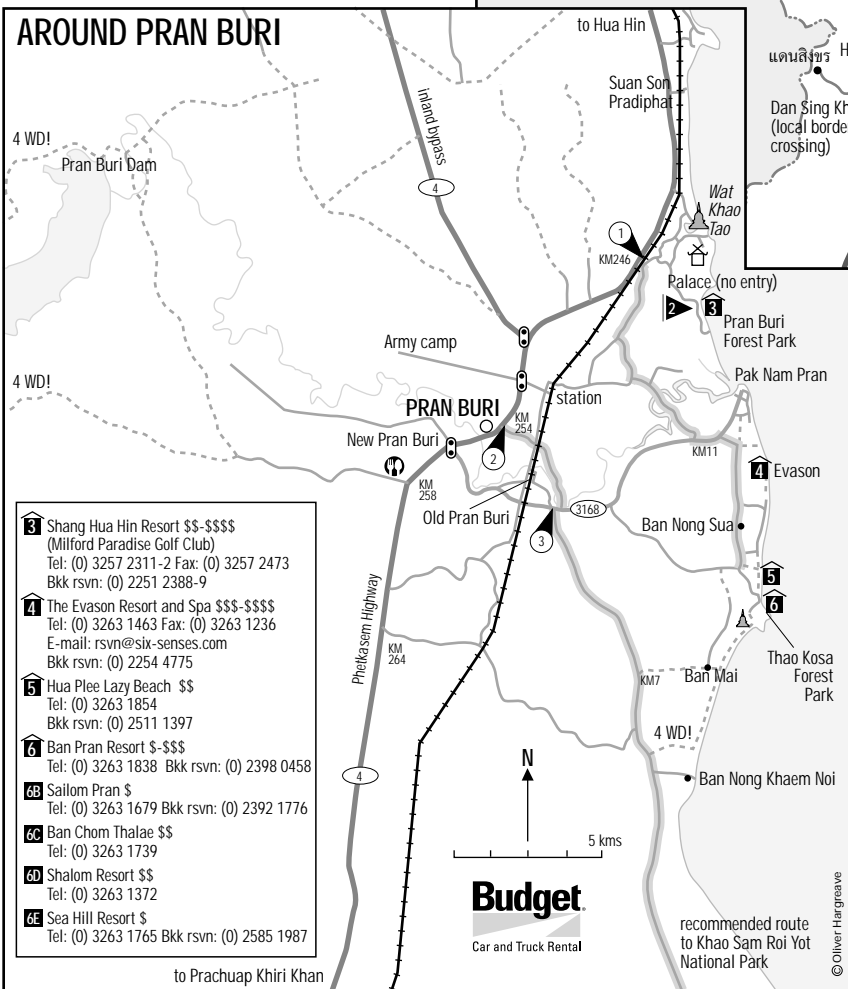 AROUND PRAN BURI
to Hua Hin
แดนสิงขร
H
Dan Sing Kh
(local borde
crossing)
Suan Son
Pradiphat
inland bypass
4 WD!
Pran Buri Dam
4
Wat
Khao
Tao
1
KM246
Palace (no entry)
2
3
Pran Buri
Forest Park
Army camp
Pak Nam Pran
4 WD!
station
PRAN BURI
KM
254
New Pran Buri
2
KM11
KM
258
4
Evason
Old Pran Buri
3168
Ban Nong Sua
3
5
6
Thao Kosa
Forest
Park
Phetkasem Highway
KM
264
KM7
Ban Mai
4 WD!
Ban Nong Khaem Noi
4
N
5 kms
3 Shang Hua Hin Resort $$-$$$$
(Milford Paradise Golf Club)
Tel: (0) 3257 2311-2 Fax: (0) 3257 2473
Bkk rsvn: (0) 2251 2388-9
4 The Evason Resort and Spa $$$-$$$$
Tel: (0) 3263 1463 Fax: (0) 3263 1236
E-mail: rsvn@six-senses.com
Bkk rsvn: (0) 2254 4775
5 Hua Plee Lazy Beach $$
Tel: (0) 3263 1854
Bkk rsvn: (0) 2511 1397
6 Ban Pran Resort $-$$$
Tel: (0) 3263 1838 Bkk rsvn: (0) 2398 0458
6B Sailom Pran $
Tel: (0) 3263 1679 Bkk rsvn: (0) 2392 1776
6C Ban Chom Thalae $$
Tel: (0) 3263 1739
6D Shalom Resort $$
Tel: (0) 3263 1372
6E Sea Hill Resort $
Tel: (0) 3263 1765 Bkk rsvn: (0) 2585 1987
to Prachuap Khiri Khan
Budget
Car and Truck Rental
recommended route
to Khao Sam Roi Yot
National Park
© Oliver Hargreave